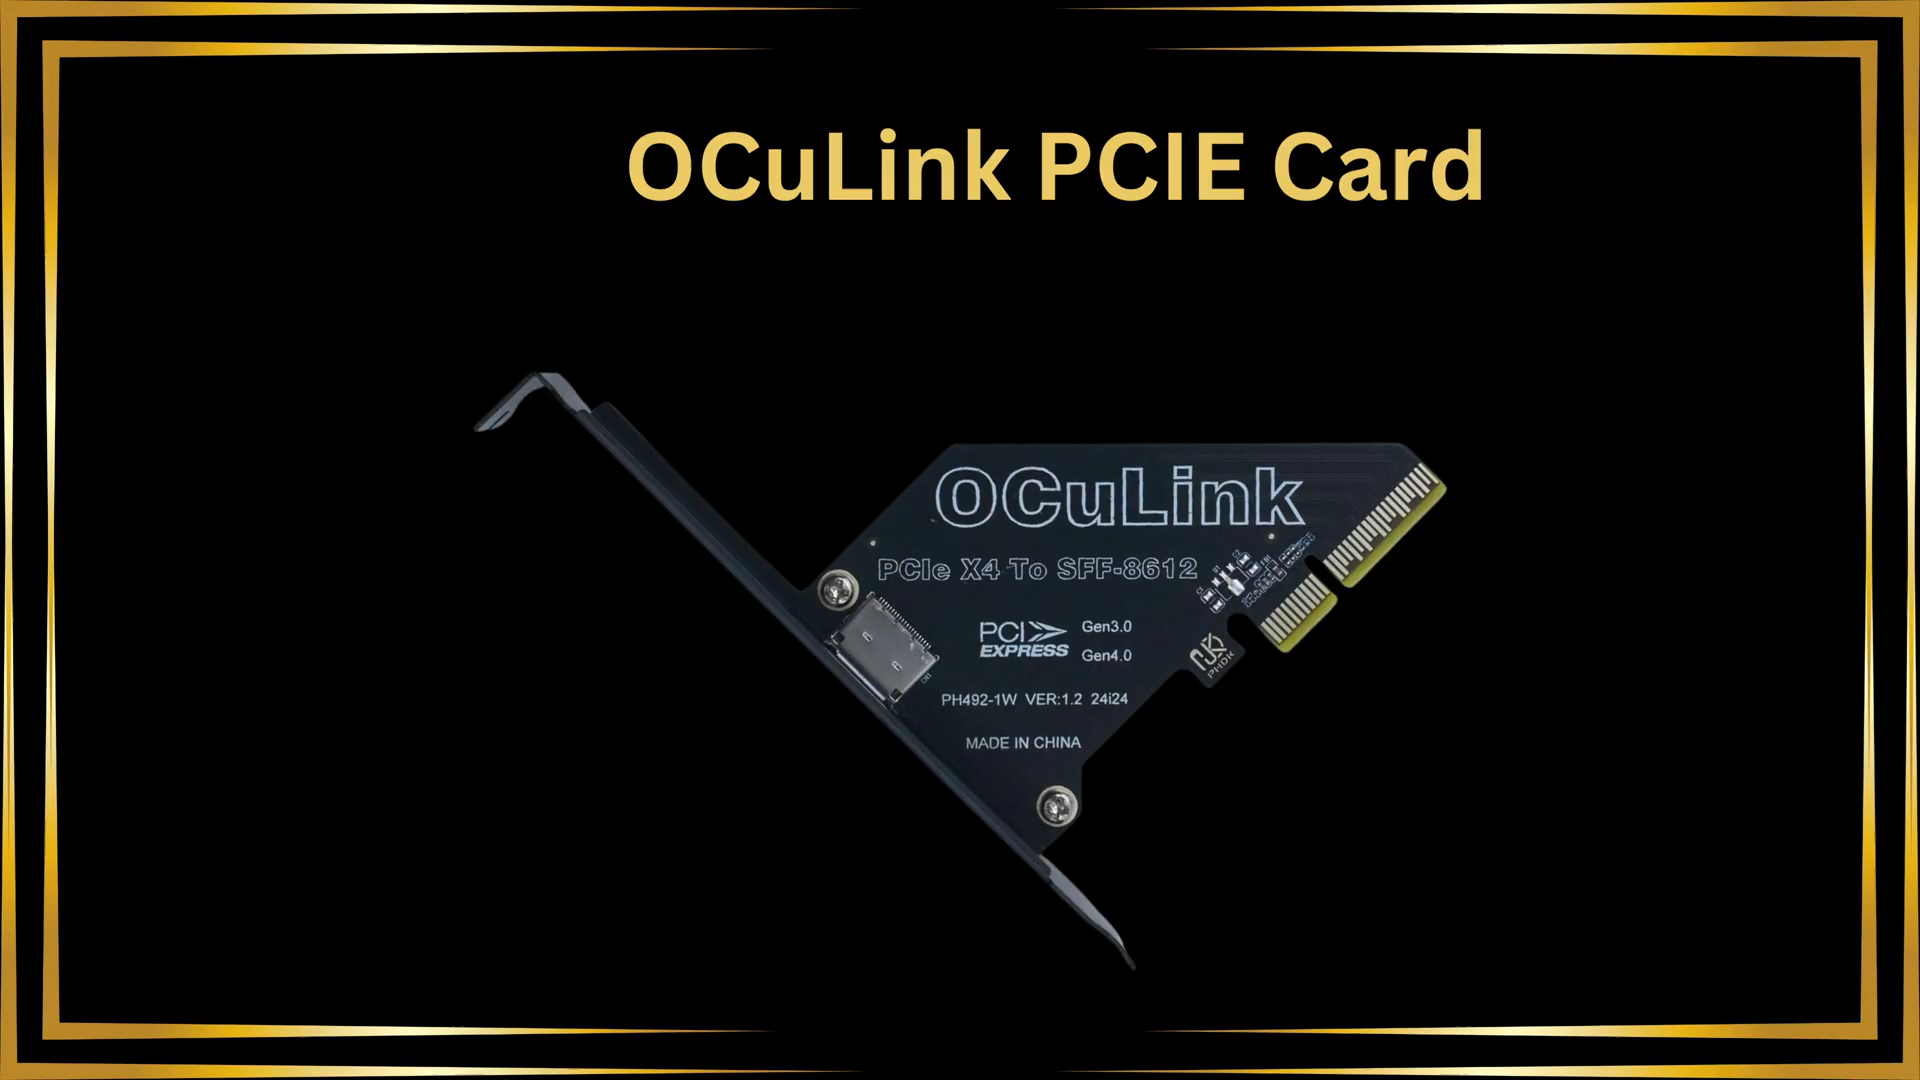 OCuLink PCIE Card
OCuLink
PCIe X4 To SFF-8612
PCI EXPRESS
Gen3.0
Gen4.0
PHDK
PH492-1W VER:1.2 24i24
MADE IN CHINA